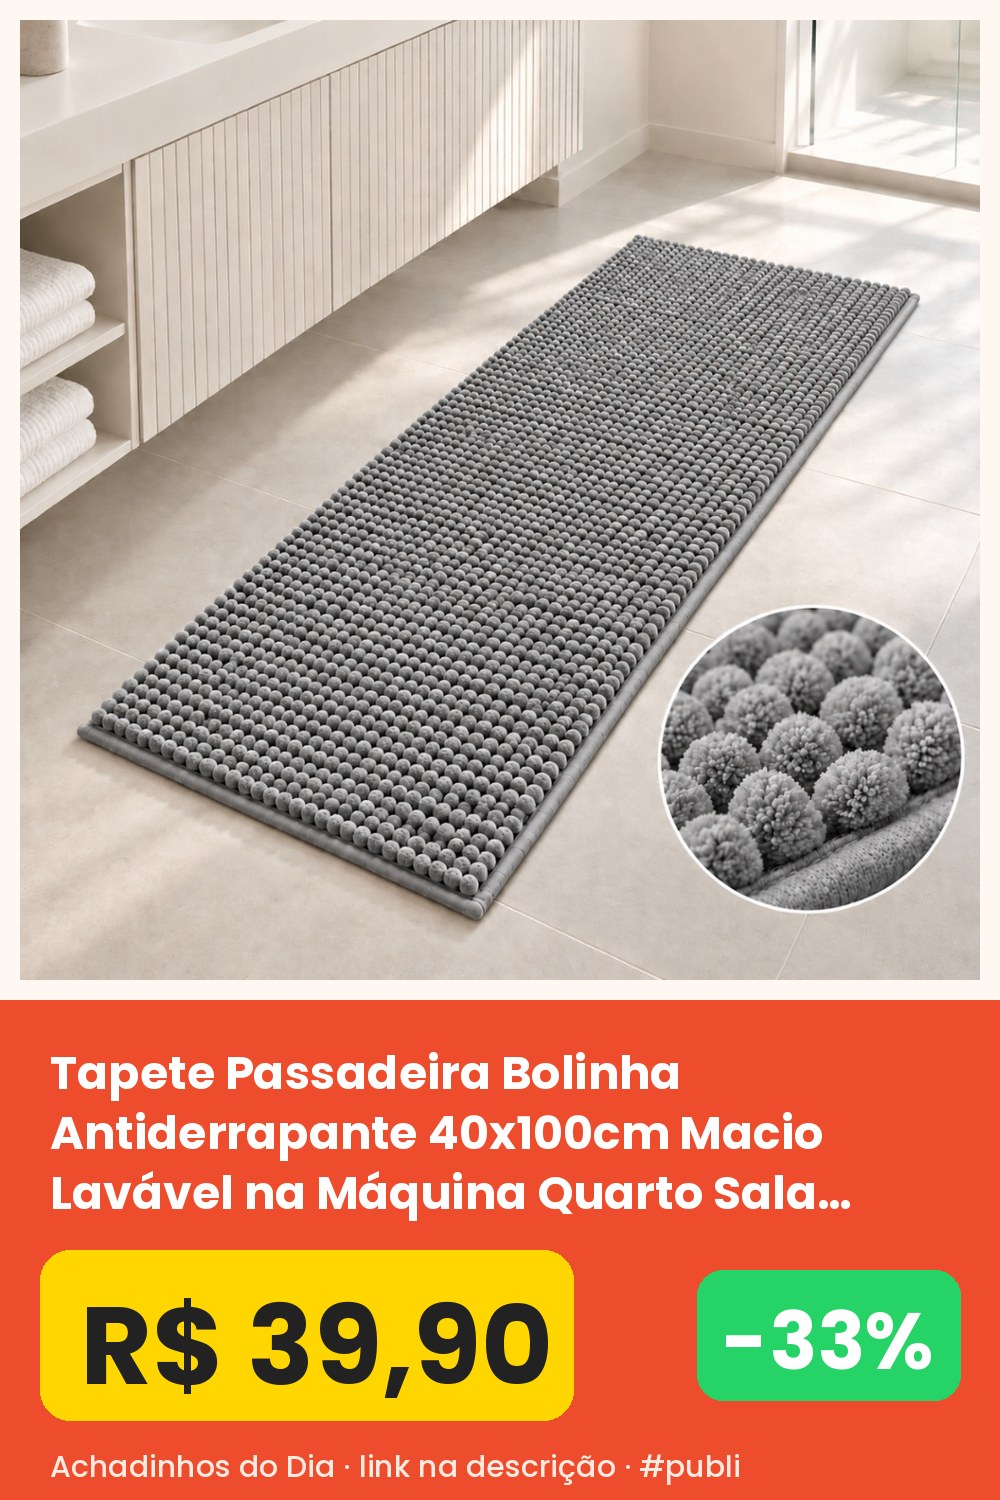 Tapete Passadeira Bolinha
Antiderrapante 40x100cm Macio
Lavável na Máquina Quarto Sala...
R$ 39,90
-33%
Achadinhos do Dia · link na descrição · #publi